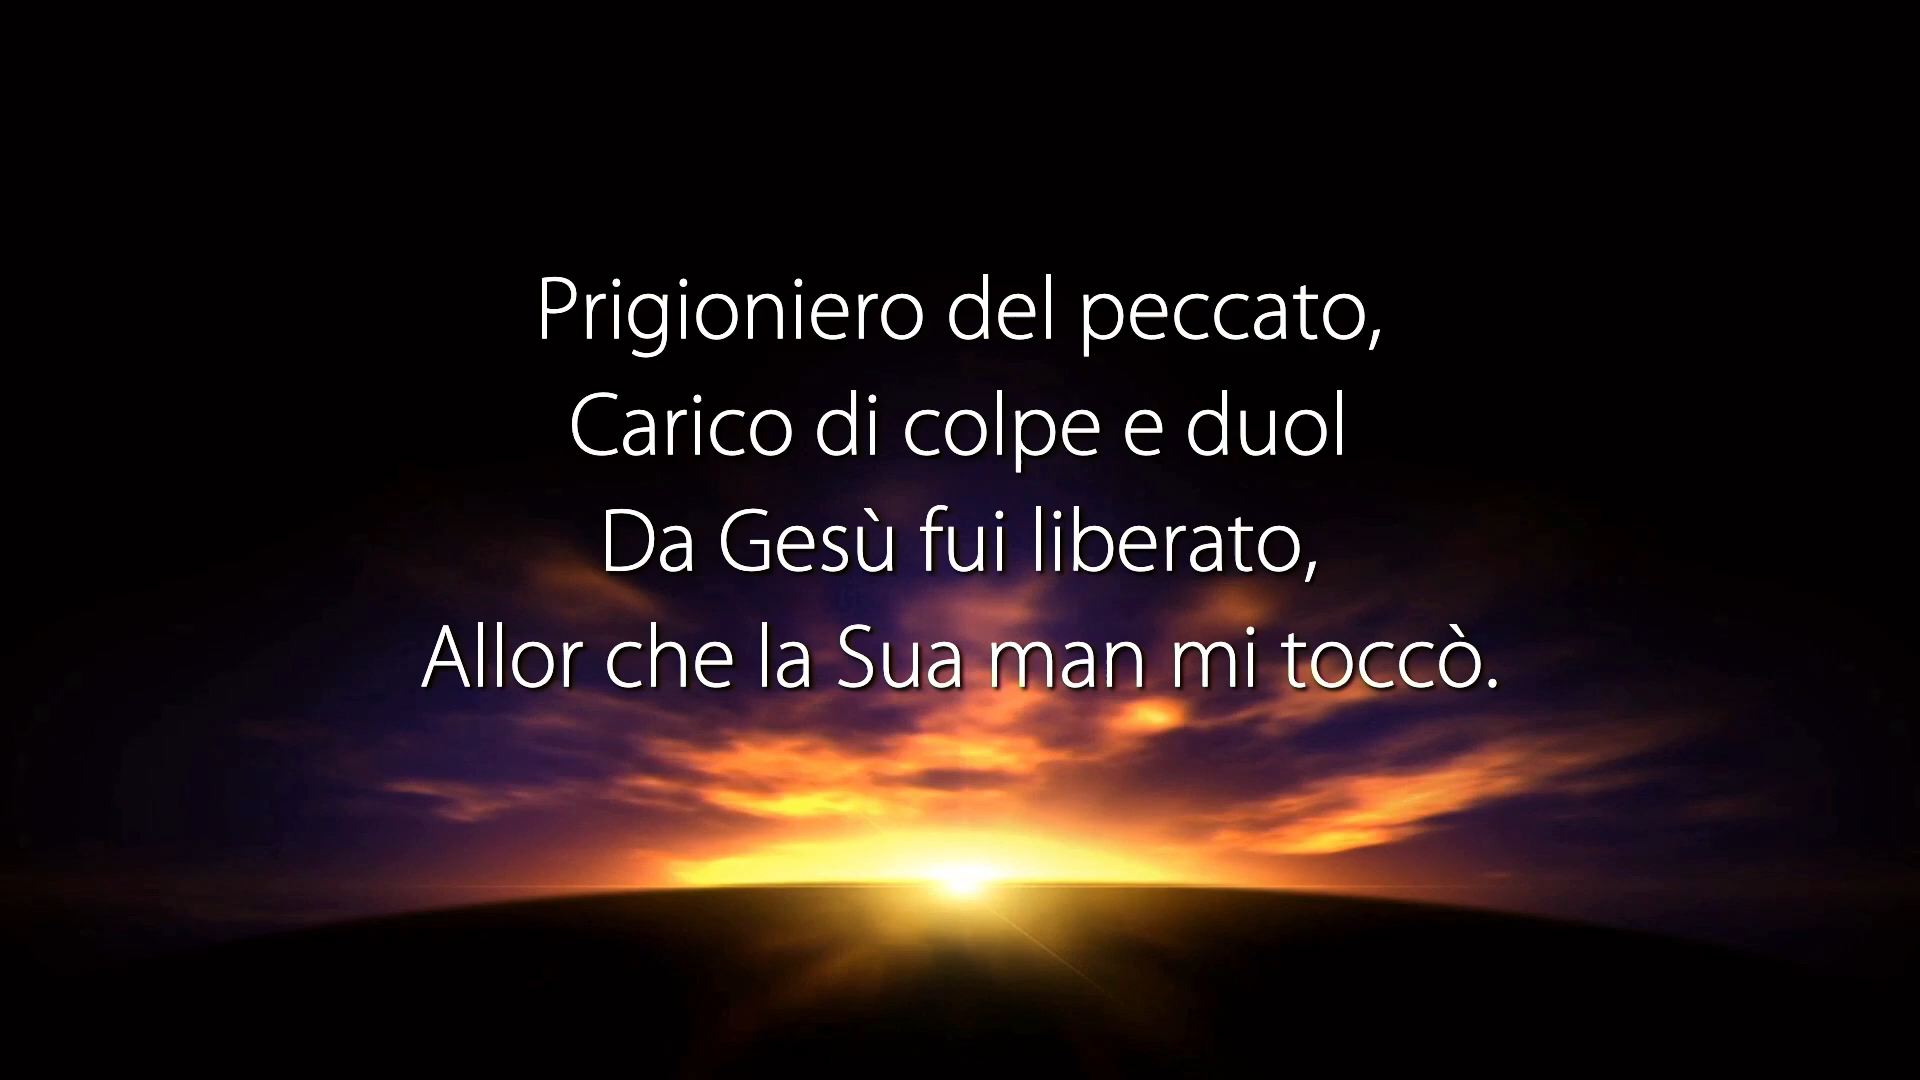 Prigioniero del peccato,
Carico di colpe e duol
Da Gesù fui liberato,
Allor che la Sua man mi toccò.